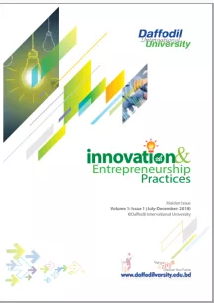 Daffodil
International
University
innovation&
Entrepreneurship
Practices
Maiden Issue
Volume 1: Issue 1 (July-December, 2018)
©Daffodil International University
www.daffodilvarsity.edu.bd